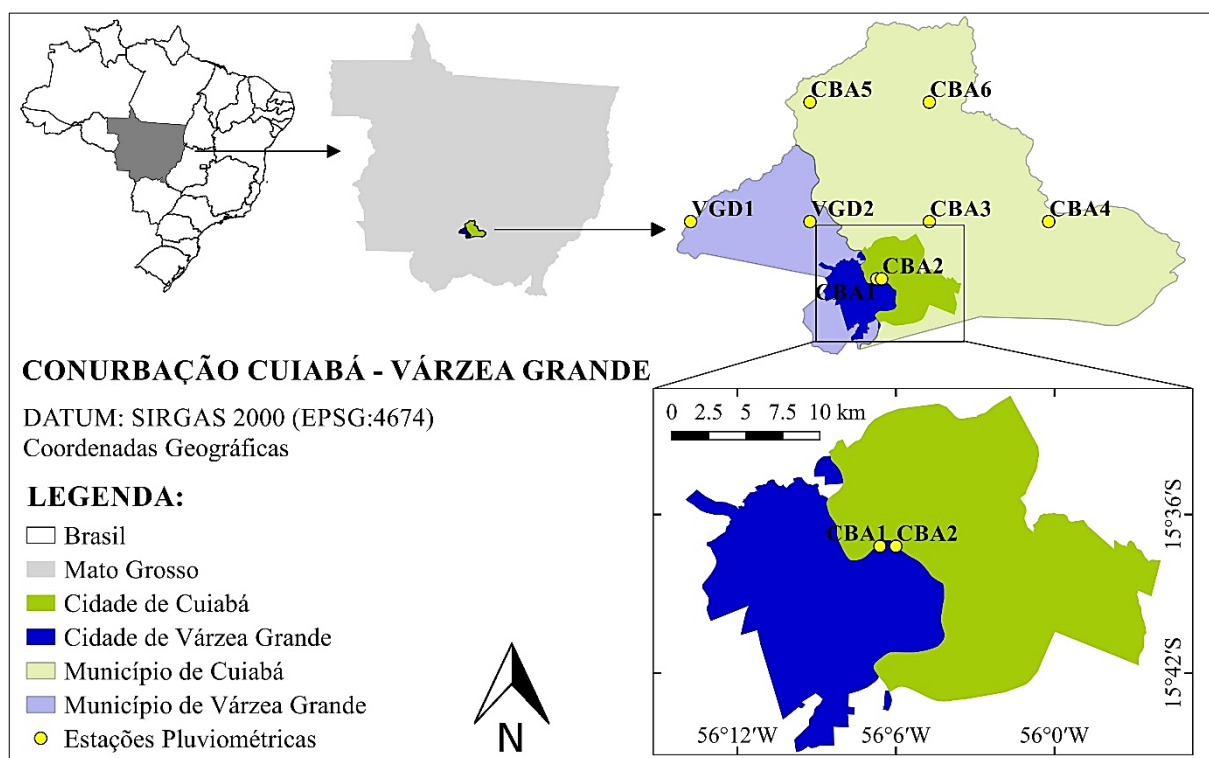 CBA5
CBA6
VGD1
VGD2
CBA3
CBA4
CBA2
CBA1
CONURBAÇÃO CUIABÁ - VÁRZEA GRANDE
DATUM: SIRGAS 2000 (EPSG:4674)
Coordenadas Geográficas
LEGENDA:
Brasil
Mato Grosso
Cidade de Cuiabá
Cidade de Várzea Grande
Município de Cuiabá
Município de Várzea Grande
Estações Pluviométricas
N
0 2.5 5 7.5 10 km
CBA1 CBA2
15°36'S
15°42'S
56°12'W 56°6'W 56°0'W